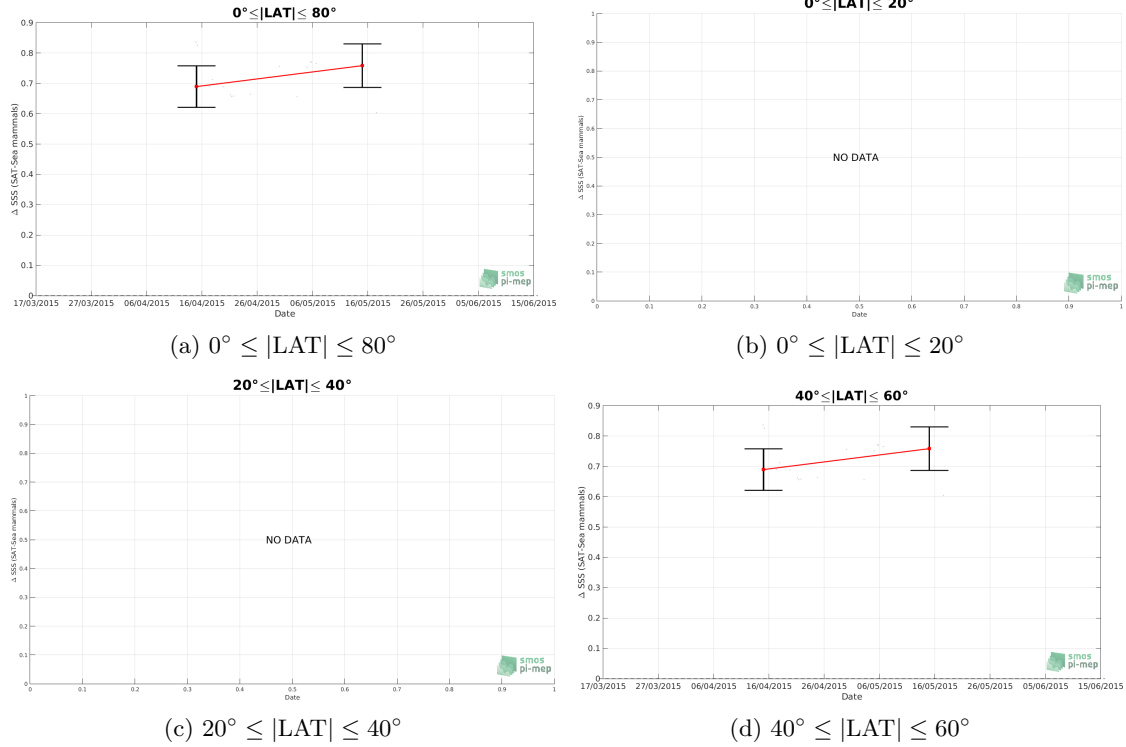 0°≤|LAT|≤ 80°
0.9
0.8
0.7
0.6
0.5
0.4
0.3
0.2
0.1
0
Δ SSS (SAT-Sea mammals)
smos
pi-mep
17/03/2015 27/03/2015 06/04/2015 16/04/2015 26/04/2015 06/05/2015 16/05/2015 26/05/2015 05/06/2015 15/06/2015
Date
(a) 0° ≤ |LAT| ≤ 80°
0°≤|LAT|≤ 20°
1
0.9
0.8
0.7
0.6
0.5
0.4
0.3
0.2
0.1
0
Δ SSS (SAT-Sea mammals)
NO DATA
smos
pi-mep
0 0.1 0.2 0.3 0.4 0.5 0.6 0.7 0.8 0.9 1
Date
(b) 0° ≤ |LAT| ≤ 20°
20°≤|LAT|≤ 40°
1
0.9
0.8
0.7
0.6
0.5
0.4
0.3
0.2
0.1
0
Δ SSS (SAT-Sea mammals)
NO DATA
smos
pi-mep
0 0.1 0.2 0.3 0.4 0.5 0.6 0.7 0.8 0.9 1
Date
(c) 20° ≤ |LAT| ≤ 40°
40°≤|LAT|≤ 60°
0.9
0.8
0.7
0.6
0.5
0.4
0.3
0.2
0.1
0
Δ SSS (SAT-Sea mammals)
smos
pi-mep
17/03/2015 27/03/2015 06/04/2015 16/04/2015 26/04/2015 06/05/2015 16/05/2015 26/05/2015 05/06/2015 15/06/2015
Date
(d) 40° ≤ |LAT| ≤ 60°